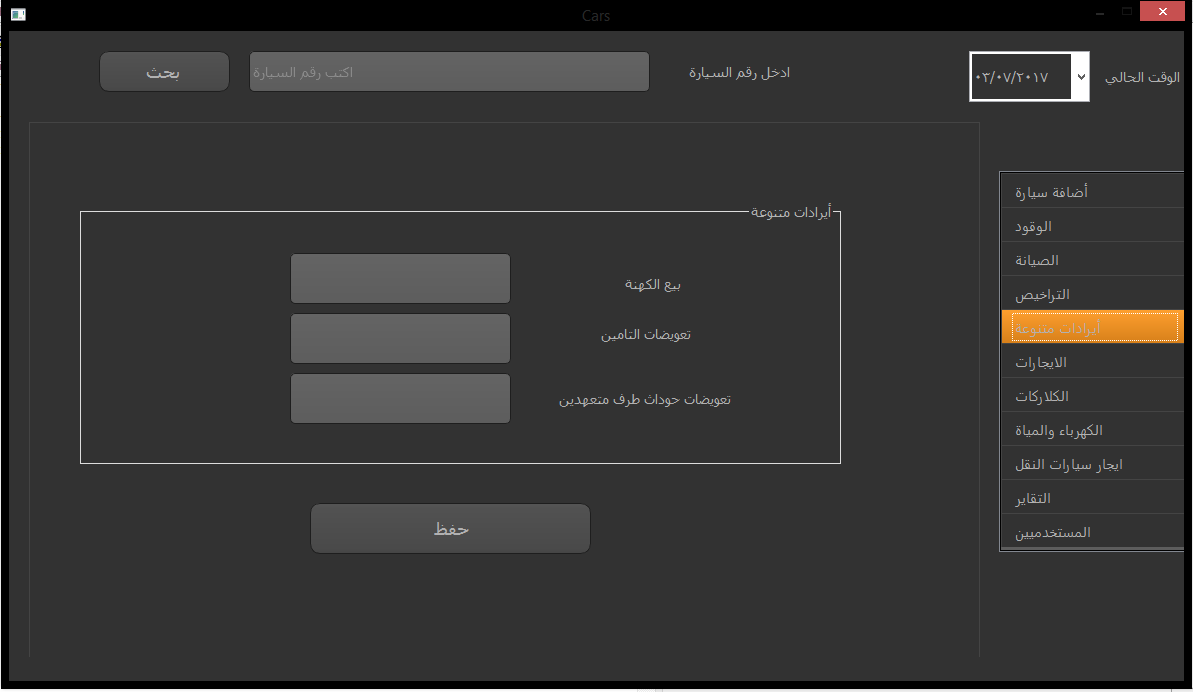 Cars
الوقت الحالي
٠٣/٠٧/٢٠١٧
ادخل رقم السيارة
اكتب رقم السيارة
بحث
أضافة سيارة
الوقود
الصيانة
التراخيص
أيرادات متنوعة
الايجارات
الكلاركات
الكهرباء والمياة
ايجار سيارات النقل
التقاير
المستخدميين
أيرادات متنوعة
بيع الكهنة
تعويضات التامين
تعويضات حوداث طرف متعهدين
حفظ